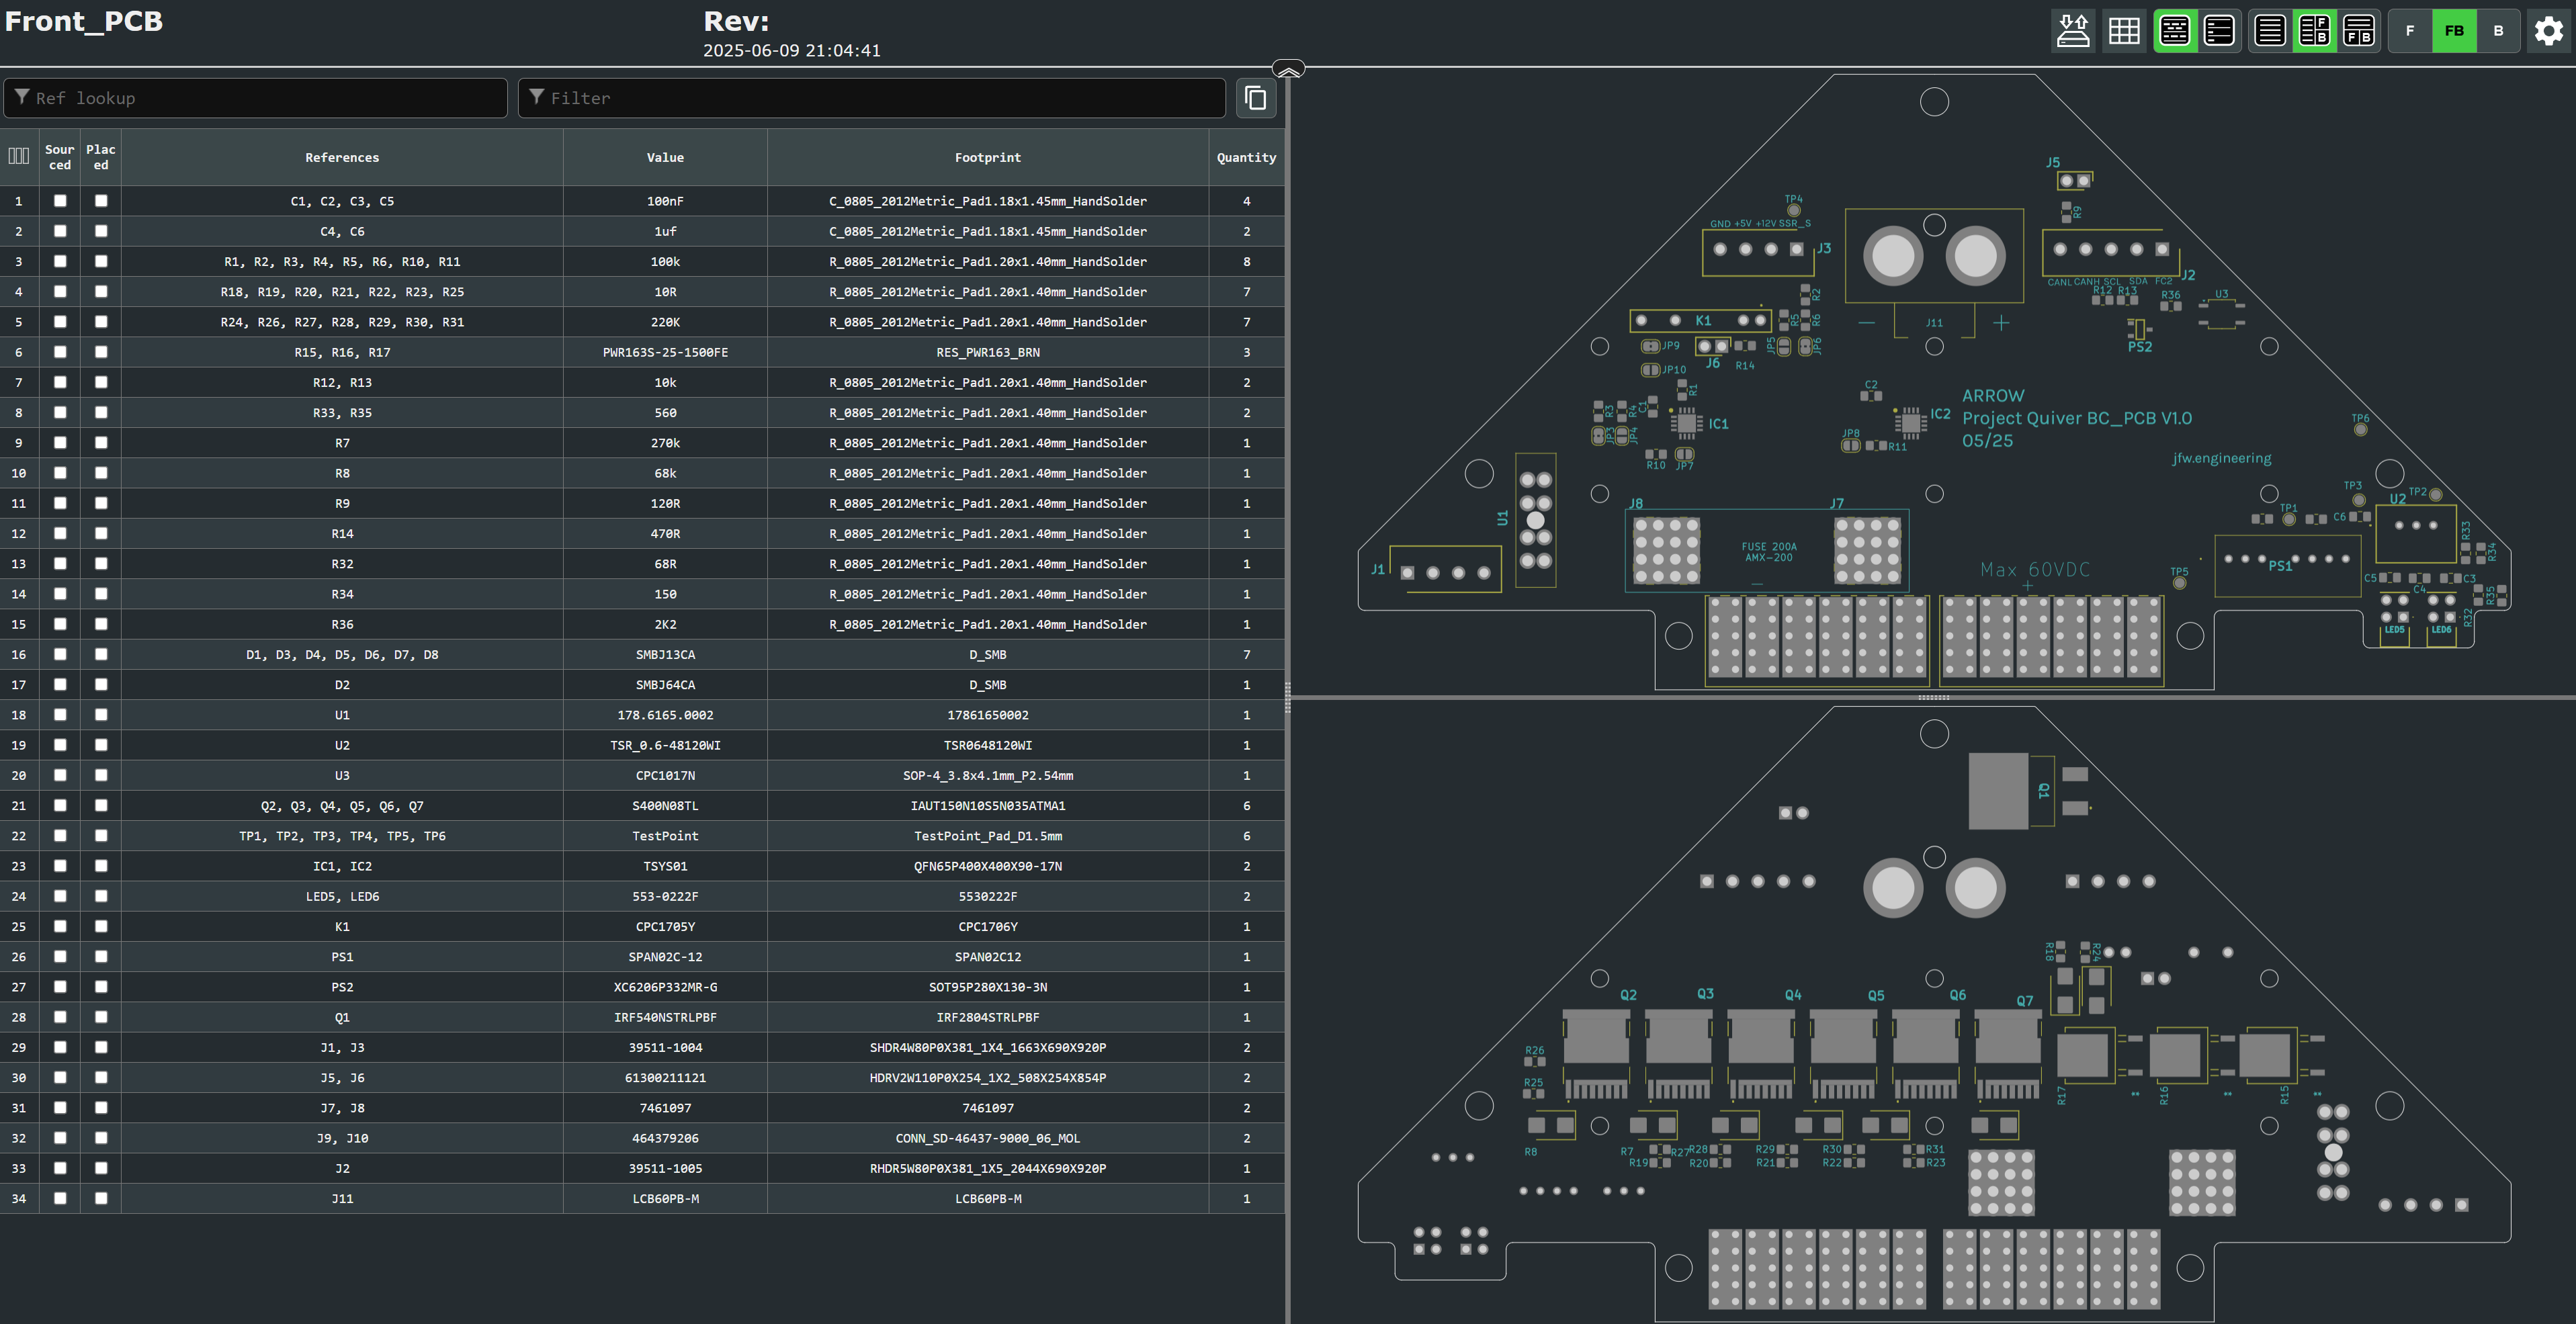 Front_PCB
Rev:
2025-06-09 21:04:41
F FB B
Ref lookup
Filter
Sourced Placed References Value Footprint Quantity
1 C1, C2, C3, C5 100nF C_0805_2012Metric_Pad1.18x1.45mm_HandSolder 4
2 C4, C6 1uf C_0805_2012Metric_Pad1.18x1.45mm_HandSolder 2
3 R1, R2, R3, R4, R5, R6, R10, R11 100k R_0805_2012Metric_Pad1.20x1.40mm_HandSolder 8
4 R18, R19, R20, R21, R22, R23, R25 10R R_0805_2012Metric_Pad1.20x1.40mm_HandSolder 7
5 R24, R26, R27, R28, R29, R30, R31 220K R_0805_2012Metric_Pad1.20x1.40mm_HandSolder 7
6 R15, R16, R17 PWR163S-25-1500FE RES_PWR163_BRN 3
7 R12, R13 10k R_0805_2012Metric_Pad1.20x1.40mm_HandSolder 2
8 R33, R35 560 R_0805_2012Metric_Pad1.20x1.40mm_HandSolder 2
9 R7 270k R_0805_2012Metric_Pad1.20x1.40mm_HandSolder 1
10 R8 68k R_0805_2012Metric_Pad1.20x1.40mm_HandSolder 1
11 R9 120R R_0805_2012Metric_Pad1.20x1.40mm_HandSolder 1
12 R14 470R R_0805_2012Metric_Pad1.20x1.40mm_HandSolder 1
13 R32 68R R_0805_2012Metric_Pad1.20x1.40mm_HandSolder 1
14 R34 150 R_0805_2012Metric_Pad1.20x1.40mm_HandSolder 1
15 R36 2K2 R_0805_2012Metric_Pad1.20x1.40mm_HandSolder 1
16 D1, D3, D4, D5, D6, D7, D8 SMBJ13CA D_SMB 7
17 D2 SMBJ64CA D_SMB 1
18 U1 178.6165.0002 17861650002 1
19 U2 TSR_0.6-48120WI TSR0648120WI 1
20 U3 CPC1017N SOP-4_3.8x4.1mm_P2.54mm 1
21 Q2, Q3, Q4, Q5, Q6, Q7 S400N08TL IAUT150N10S5N035ATMA1 6
22 TP1, TP2, TP3, TP4, TP5, TP6 TestPoint TestPoint_Pad_D1.5mm 6
23 IC1, IC2 TSYS01 QFN65P400X400X90-17N 2
24 LED5, LED6 553-0222F 5530222F 2
25 K1 CPC1705Y CPC1706Y 1
26 PS1 SPAN02C-12 SPAN02C12 1
27 PS2 XC6206P332MR-G SOT95P280X130-3N 1
28 Q1 IRF540NSTRLPBF IRF2804STRLPBF 1
29 J1, J3 39511-1004 SHDR4W80P0X381_1X4_1663X690X920P 2
30 J5, J6 61300211121 HDRV2W110P0X254_1X2_508X254X854P 2
31 J7, J8 7461097 7461097 2
32 J9, J10 464379206 CONN_SD-46437-9000_06_MOL 2
33 J2 39511-1005 RHDR5W80P0X381_1X5_2044X690X920P 1
34 J11 LCB60PB-M LCB60PB-M 1
J5
TP4
R9
GND +5V +12V SSR_S
J3
J2
CANL CANH SCL SDA FC2
R12 R13 R36 U3
R2
K1 R5 R6
— J11 +
PS2
JP9 J6 R14 JP5 JP6
JP10
R1
C2
ARROW
Project Quiver BC_PCB V1.0
05/25
jfw.engineering
R3 R4 C1
IC1
IC2
JP3 JP4
JP8 R11
R10 JP7
TP6
J8 J7
U1
TP3 U2 TP2
TP1 C6
R33 R34
FUSE 200A
AMX-200
—
J1
Max 60VDC
+
TP5
PS1
C5 C4 C3
R35 R32
LED5 LED6
Q1
R18 R24
Q2 Q3 Q4 Q5 Q6 Q7
R26
R25
R17 ** R16 ** R15 **
R8 R7 R27 R28 R29 R30 R31
R19 R20 R21 R22 R23